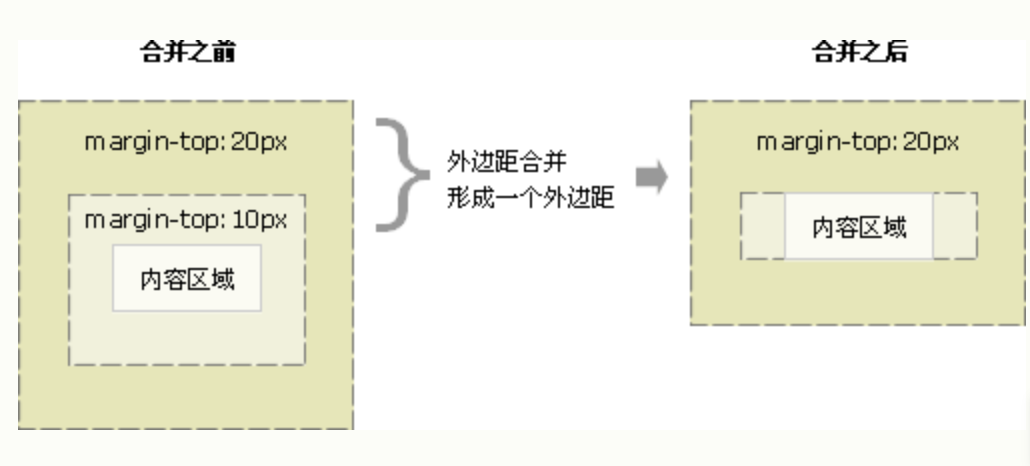 合并之前
合并之后
margin-top: 20px
margin-top: 10px
内容区域
外边距合并
形成一个外边距
margin-top: 20px
内容区域